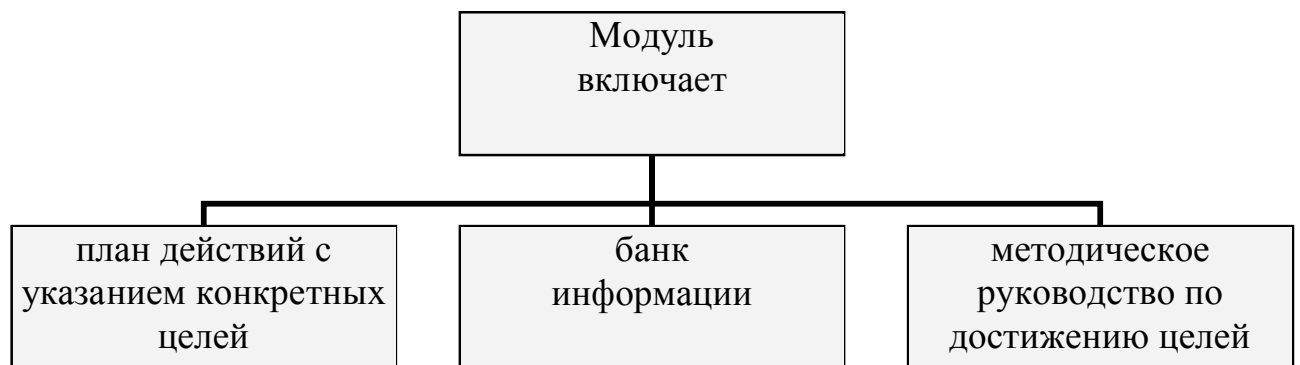 Модуль
включает
план действий с
указанием конкретных
целей
банк
информации
методическое
руководство по
достижению целей